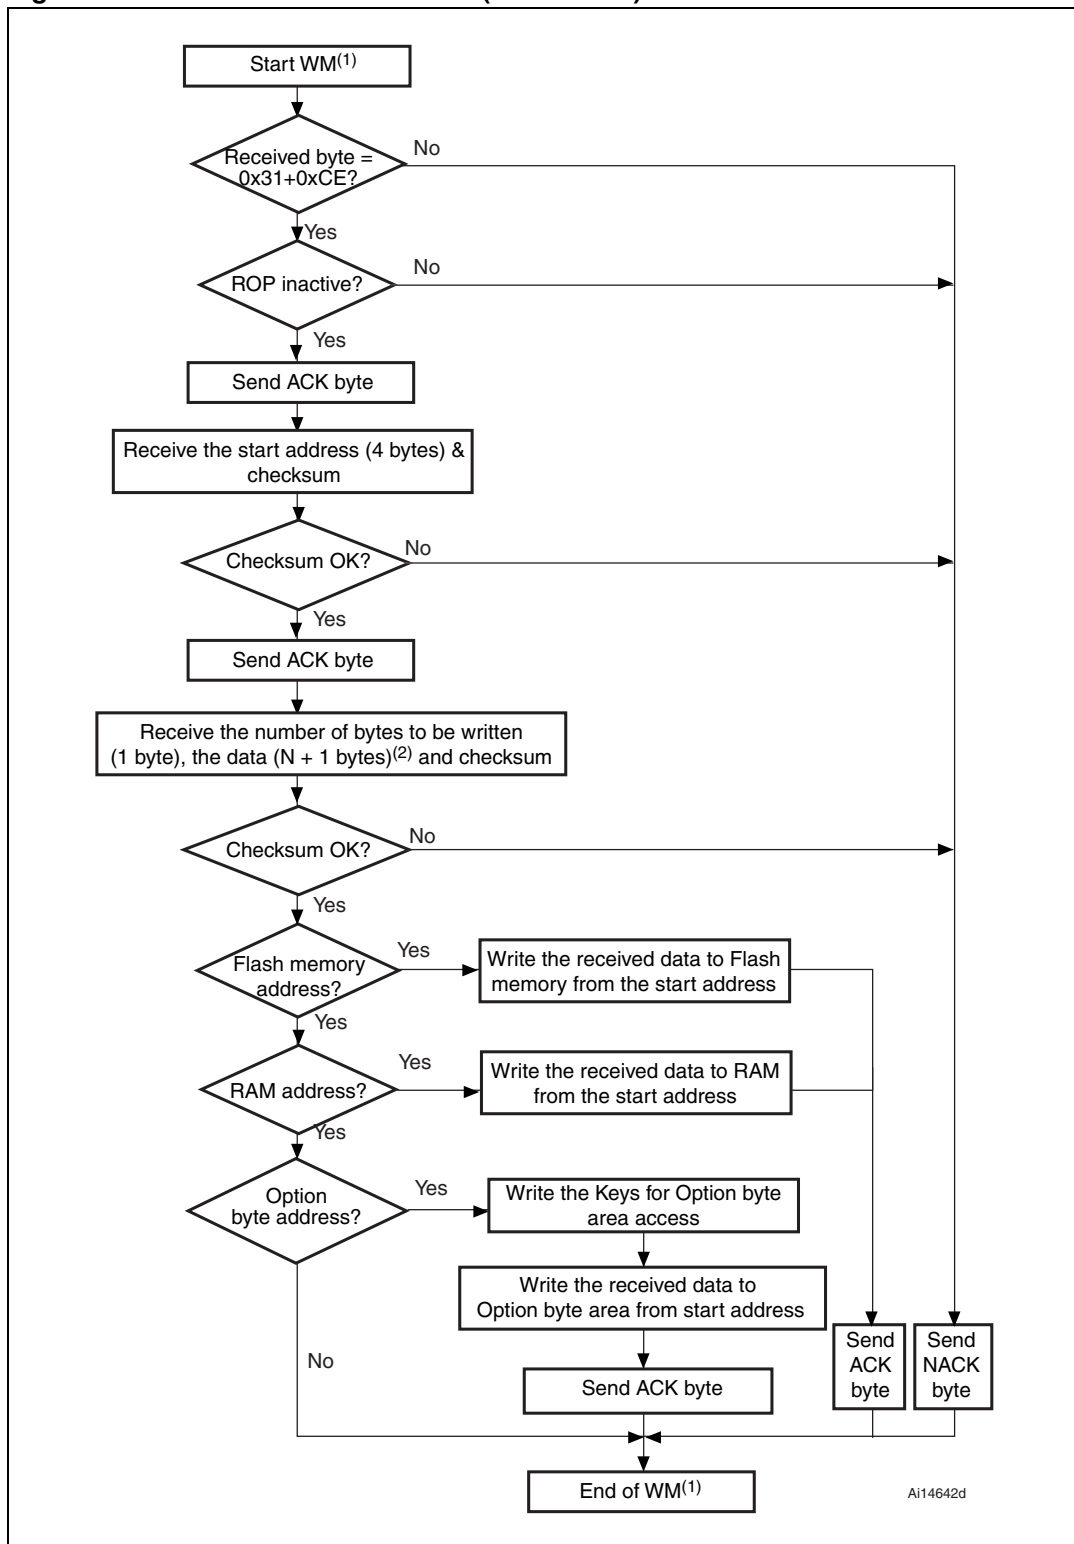 Start WM(1)
Received byte =
0x31+0xCE?
No
Yes
ROP inactive?
No
Yes
Send ACK byte
Receive the start address (4 bytes) &
checksum
Checksum OK?
No
Yes
Send ACK byte
Receive the number of bytes to be written
(1 byte), the data (N + 1 bytes)(2) and checksum
Checksum OK?
No
Yes
Flash memory
address?
Yes
Write the received data to Flash
memory from the start address
Yes
RAM address?
Yes
Write the received data to RAM
from the start address
Yes
Option
byte address?
Yes
Write the Keys for Option byte
area access
Write the received data to
Option byte area from start address
No
Send ACK byte
Send
ACK
byte
Send
NACK
byte
End of WM(1)
Ai14642d